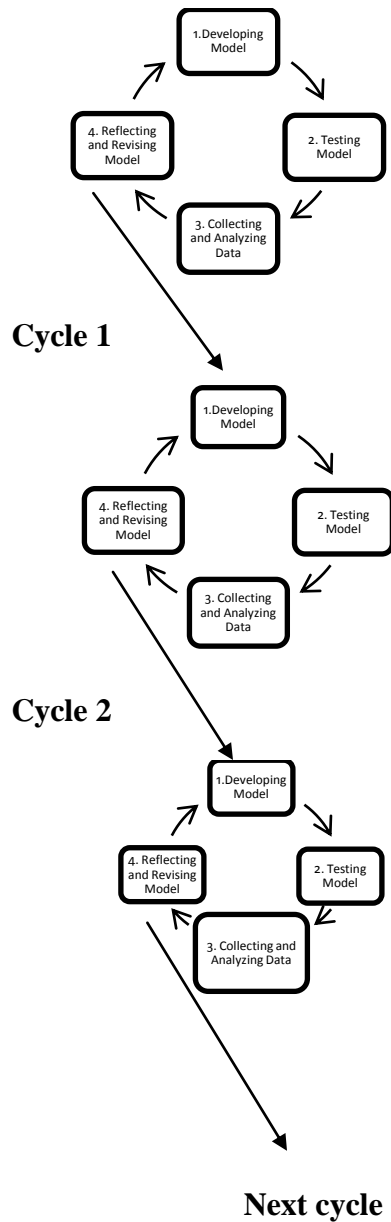 1.Developing
Model
2. Testing
Model
3. Collecting
and Analyzing
Data
4. Reflecting
and Revising
Model
Cycle 1
1.Developing
Model
2. Testing
Model
3. Collecting
and Analyzing
Data
4. Reflecting
and Revising
Model
Cycle 2
1.Developing
Model
2. Testing
Model
3. Collecting and
Analyzing Data
4. Reflecting
and Revising
Model
Next cycle